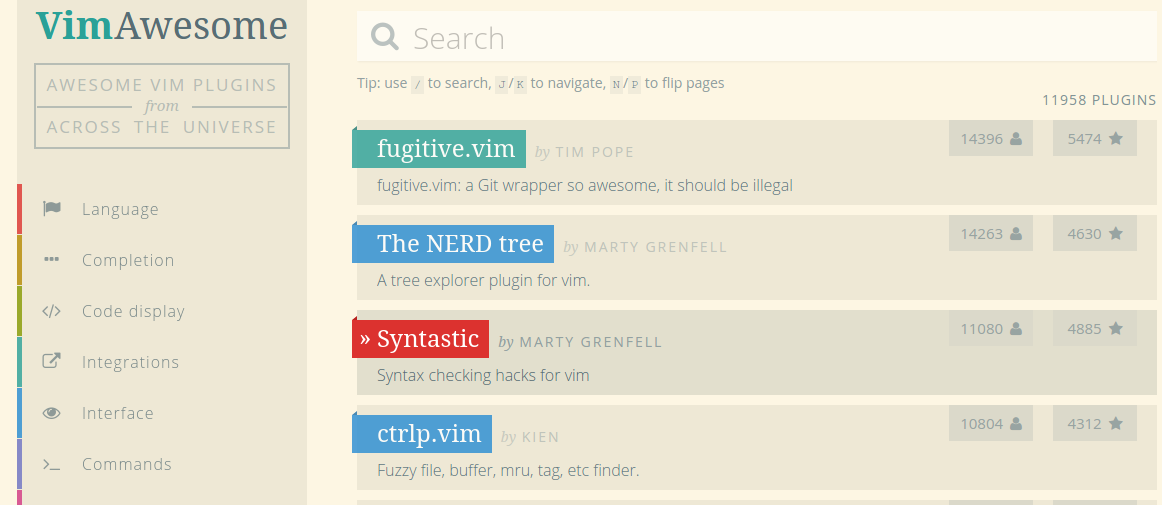 VimAwesome
AWESOME VIM PLUGINS
from
ACROSS THE UNIVERSE
Language
Completion
Code display
Integrations
Interface
Commands
Search
Tip: use / to search, J/K to navigate, N/P to flip pages
11958 PLUGINS
fugitive.vim by TIM POPE 14396 5474
fugitive.vim: a Git wrapper so awesome, it should be illegal
The NERD tree by MARTY GRENFELL 14263 4630
A tree explorer plugin for vim.
» Syntastic by MARTY GRENFELL 11080 4885
Syntax checking hacks for vim
ctrlp.vim by KIEN 10804 4312
Fuzzy file, buffer, mru, tag, etc finder.